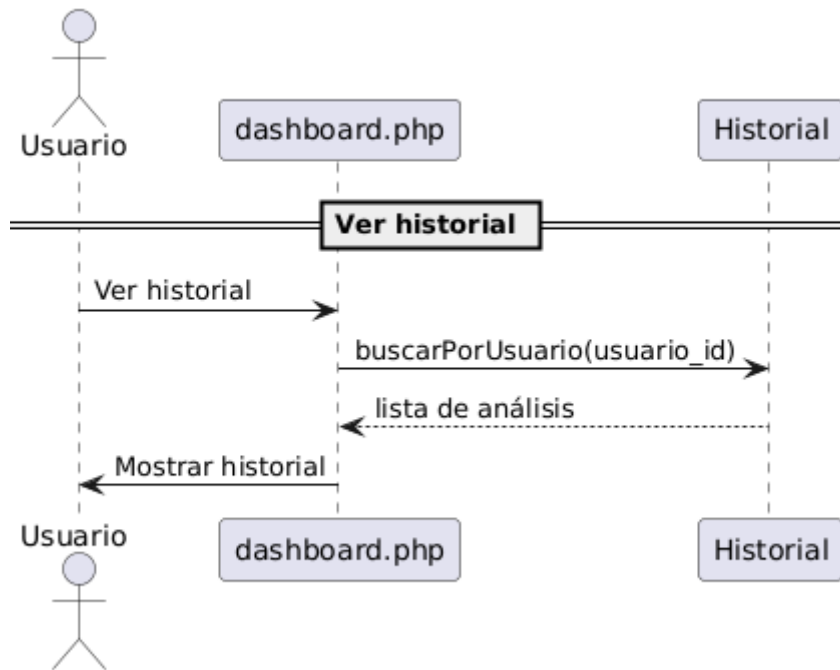 Usuario
dashboard.php
Historial
Ver historial
Ver historial
buscarPorUsuario(usuario_id)
lista de análisis
Mostrar historial
Usuario
dashboard.php
Historial